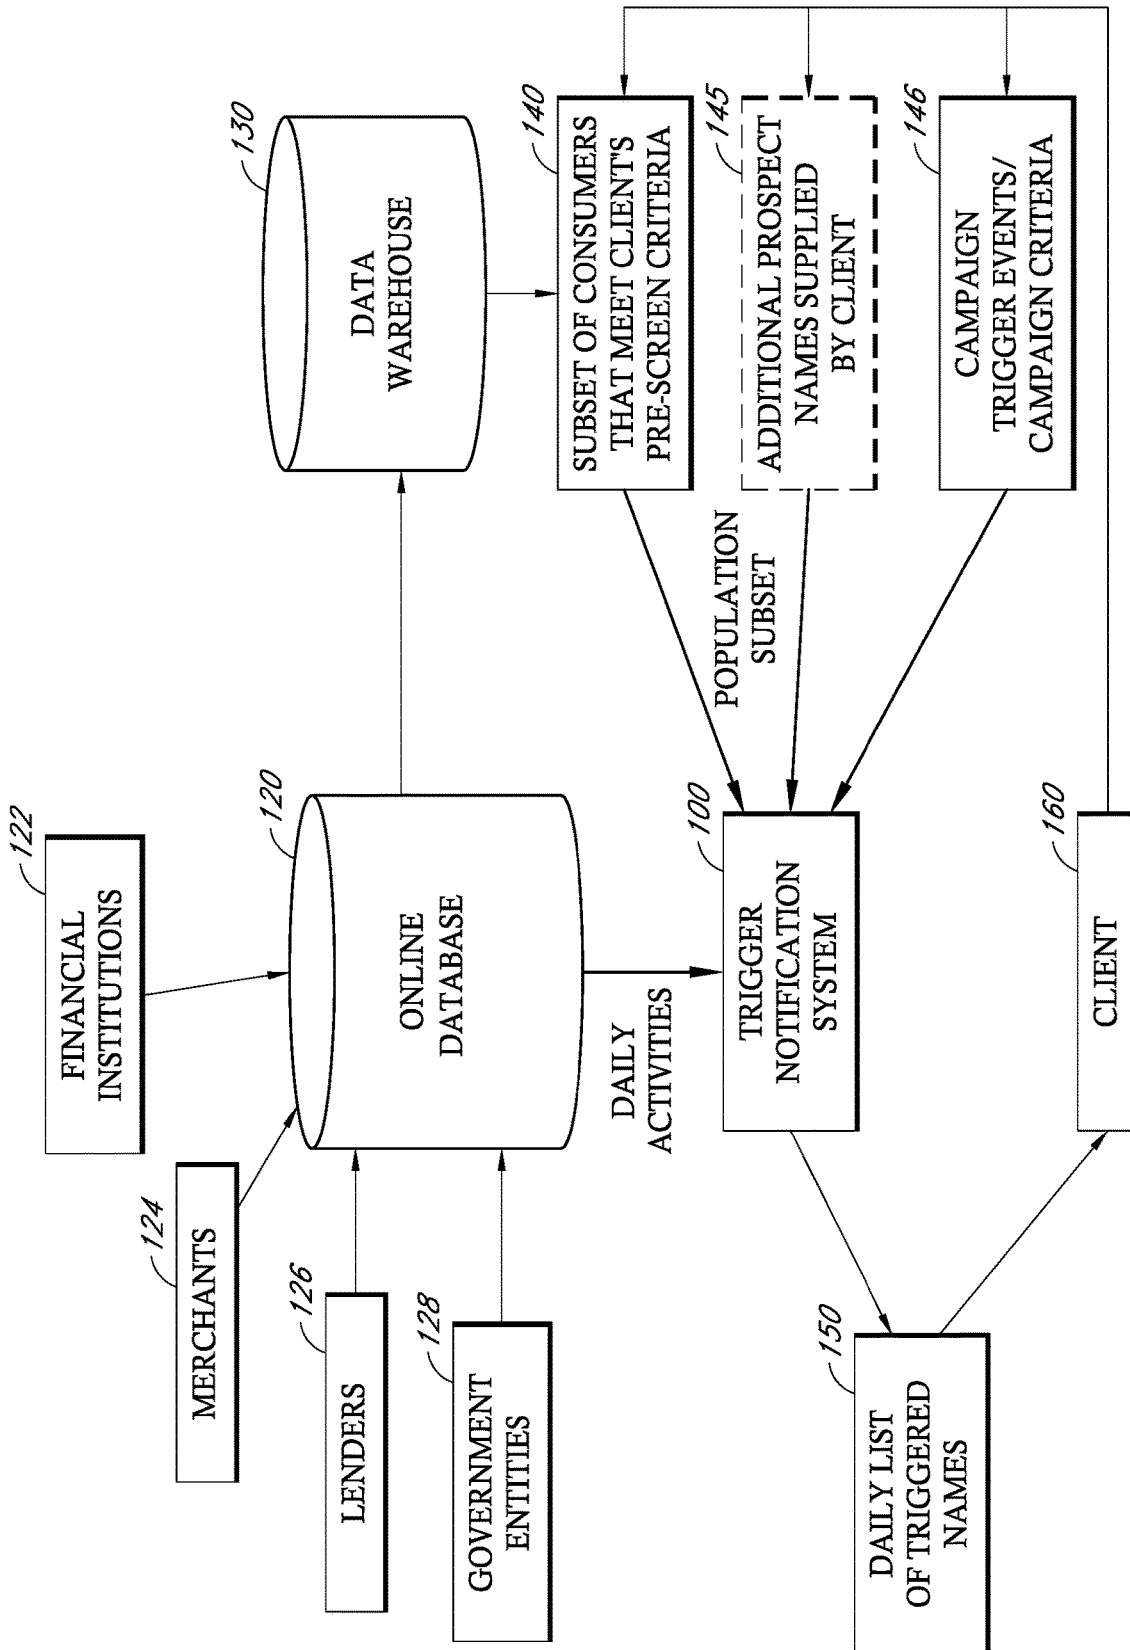 122
FINANCIAL
INSTITUTIONS
124
MERCHANTS
126
LENDERS
128
GOVERNMENT
ENTITIES
120
ONLINE
DATABASE
130
DATA
WAREHOUSE
DAILY
ACTIVITIES
100
TRIGGER
NOTIFICATION
SYSTEM
POPULATION
SUBSET
140
SUBSET OF CONSUMERS
THAT MEET CLIENT'S
PRE-SCREEN CRITERIA
145
ADDITIONAL PROSPECT
NAMES SUPPLIED
BY CLIENT
146
CAMPAIGN
TRIGGER EVENTS/
CAMPAIGN CRITERIA
150
DAILY LIST
OF TRIGGERED
NAMES
160
CLIENT